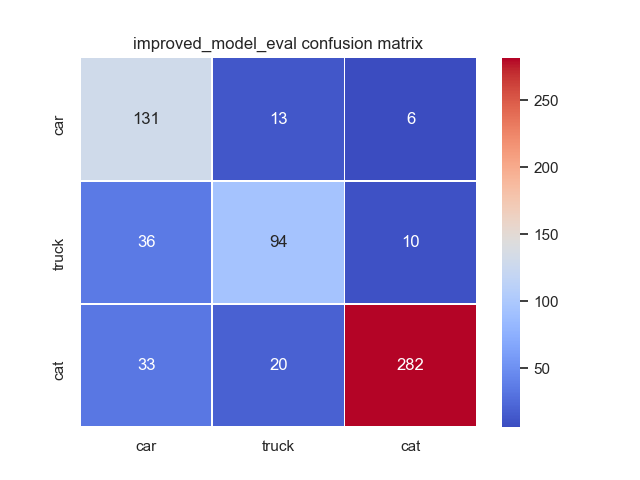 improved_model_eval confusion matrix
car
131
13
6
truck
36
94
10
cat
33
20
282
car
truck
cat
250
200
150
100
50